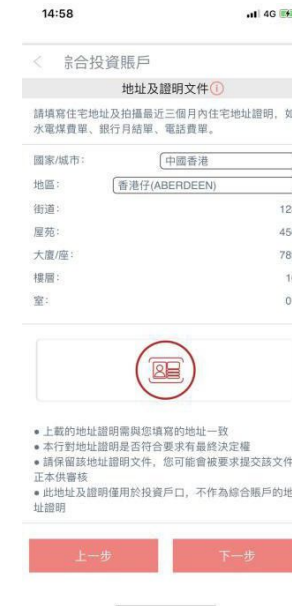 14:58
4G
綜合投資賬戶
地址及證明文件
請填寫住宅地址及拍攝最近三個月內住宅地址證明，如
水電煤費單、銀行月結單、電話費單。
國家/城市： 中國香港
地區： 香港仔(ABERDEEN)
街道： 12
屋苑： 45
大廈/座： 78
樓層： 1
室： 0
● 上載的地址證明需與您填寫的地址一致
● 本行對地址證明是否符合要求有最終決定權
● 請保留該地址證明文件，您可能會被要求提交該文件
正本供審核
● 此地址及證明僅用於投資戶口，不作為綜合賬戶的地
址證明
上一步 下一步